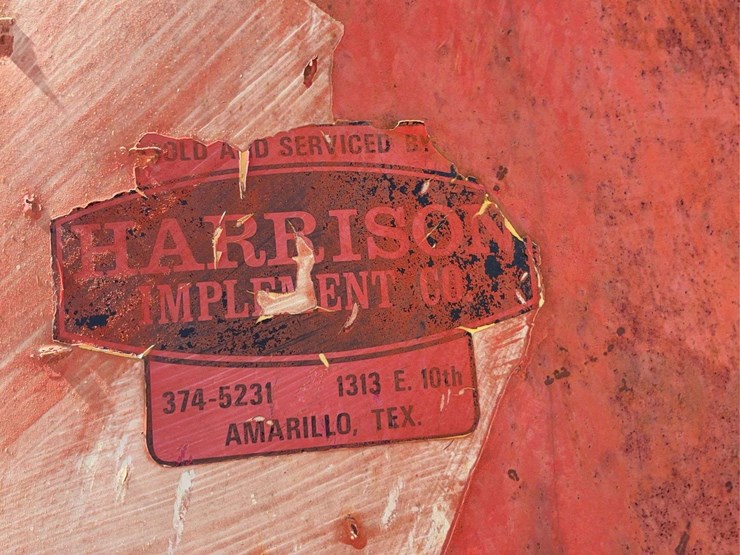 SOLD AND SERVICED BY
HARRISON
IMPLEMENT CO.
374-5231 1313 E. 10th
AMARILLO, TEX.